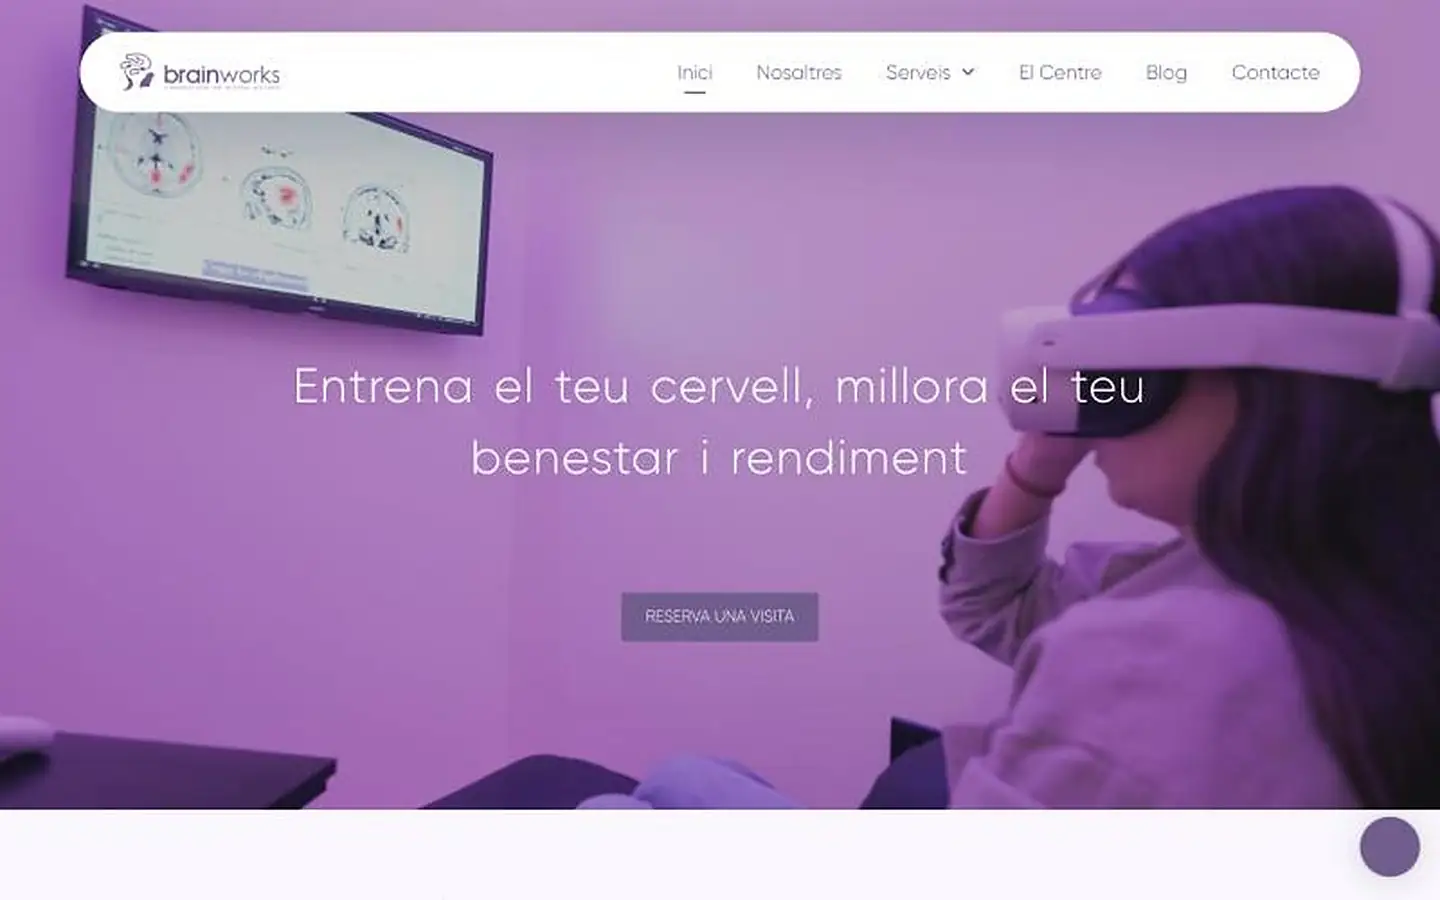 brainworks
Inici
Nosaltres
Serveis
El Centre
Blog
Contacte
Entrena el teu cervell, millora el teu
benestar i rendiment
RESERVA UNA VISITA